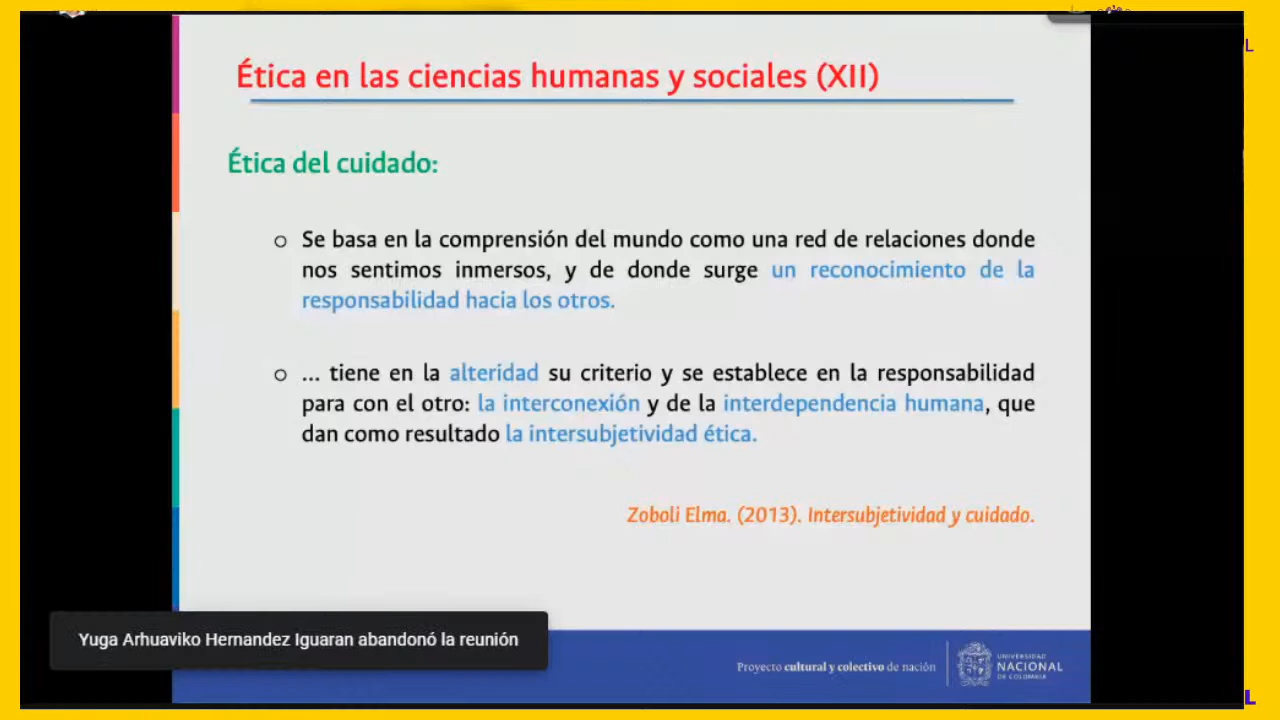 L
Ética en las ciencias humanas y sociales (XII)
Ética del cuidado:
o Se basa en la comprensión del mundo como una red de relaciones donde
nos sentimos inmersos, y de donde surge un reconocimiento de la
responsabilidad hacia los otros.
o ... tiene en la alteridad su criterio y se establece en la responsabilidad
para con el otro: la interconexión y de la interdependencia humana, que
dan como resultado la intersubjetividad ética.
Zoboli Elma. (2013). Intersubjetividad y cuidado.
Yuga Arhuaviko Hernandez Iguaran abandonó la reunión
Proyecto cultural y colectivo de nación
UNIVERSIDAD
NACIONAL
DE COLOMBIA
L